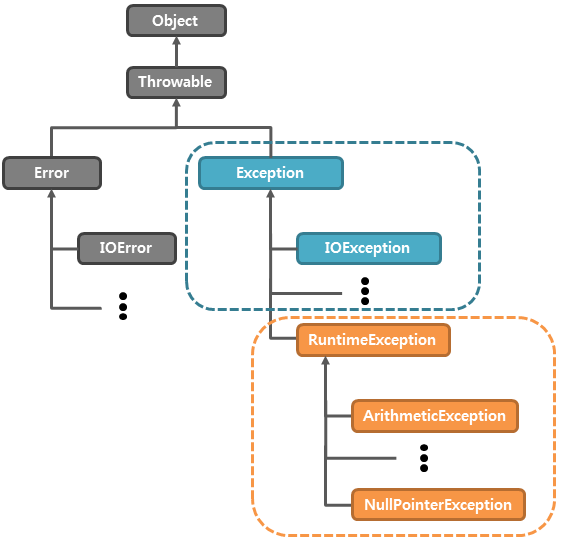 Object
Throwable
Error
Exception
IOError
IOException
RuntimeException
ArithmeticException
NullPointerException